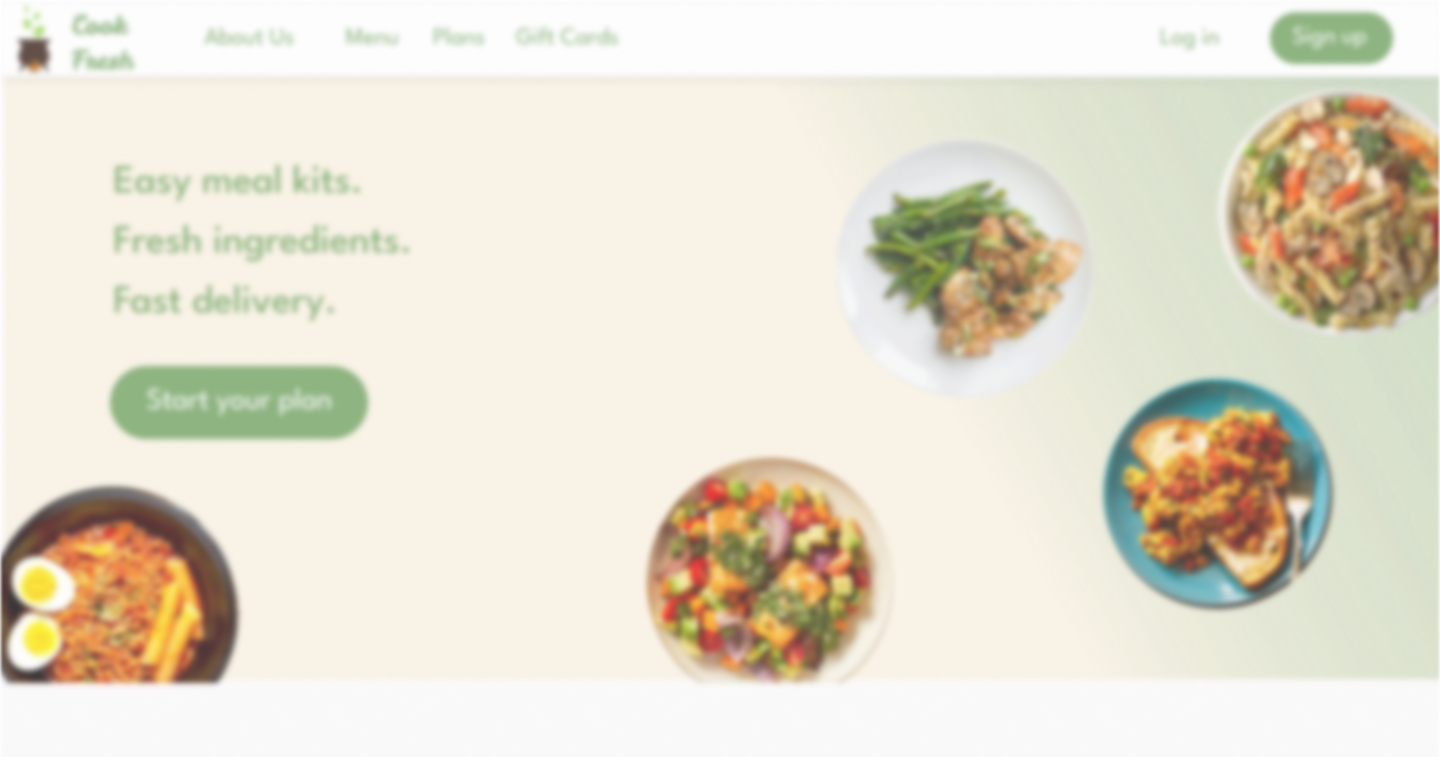 Cook
Fresh
About Us
Menu
Plans
Gift Cards
Log in
Sign up
Easy meal kits.
Fresh ingredients.
Fast delivery.
Start your plan